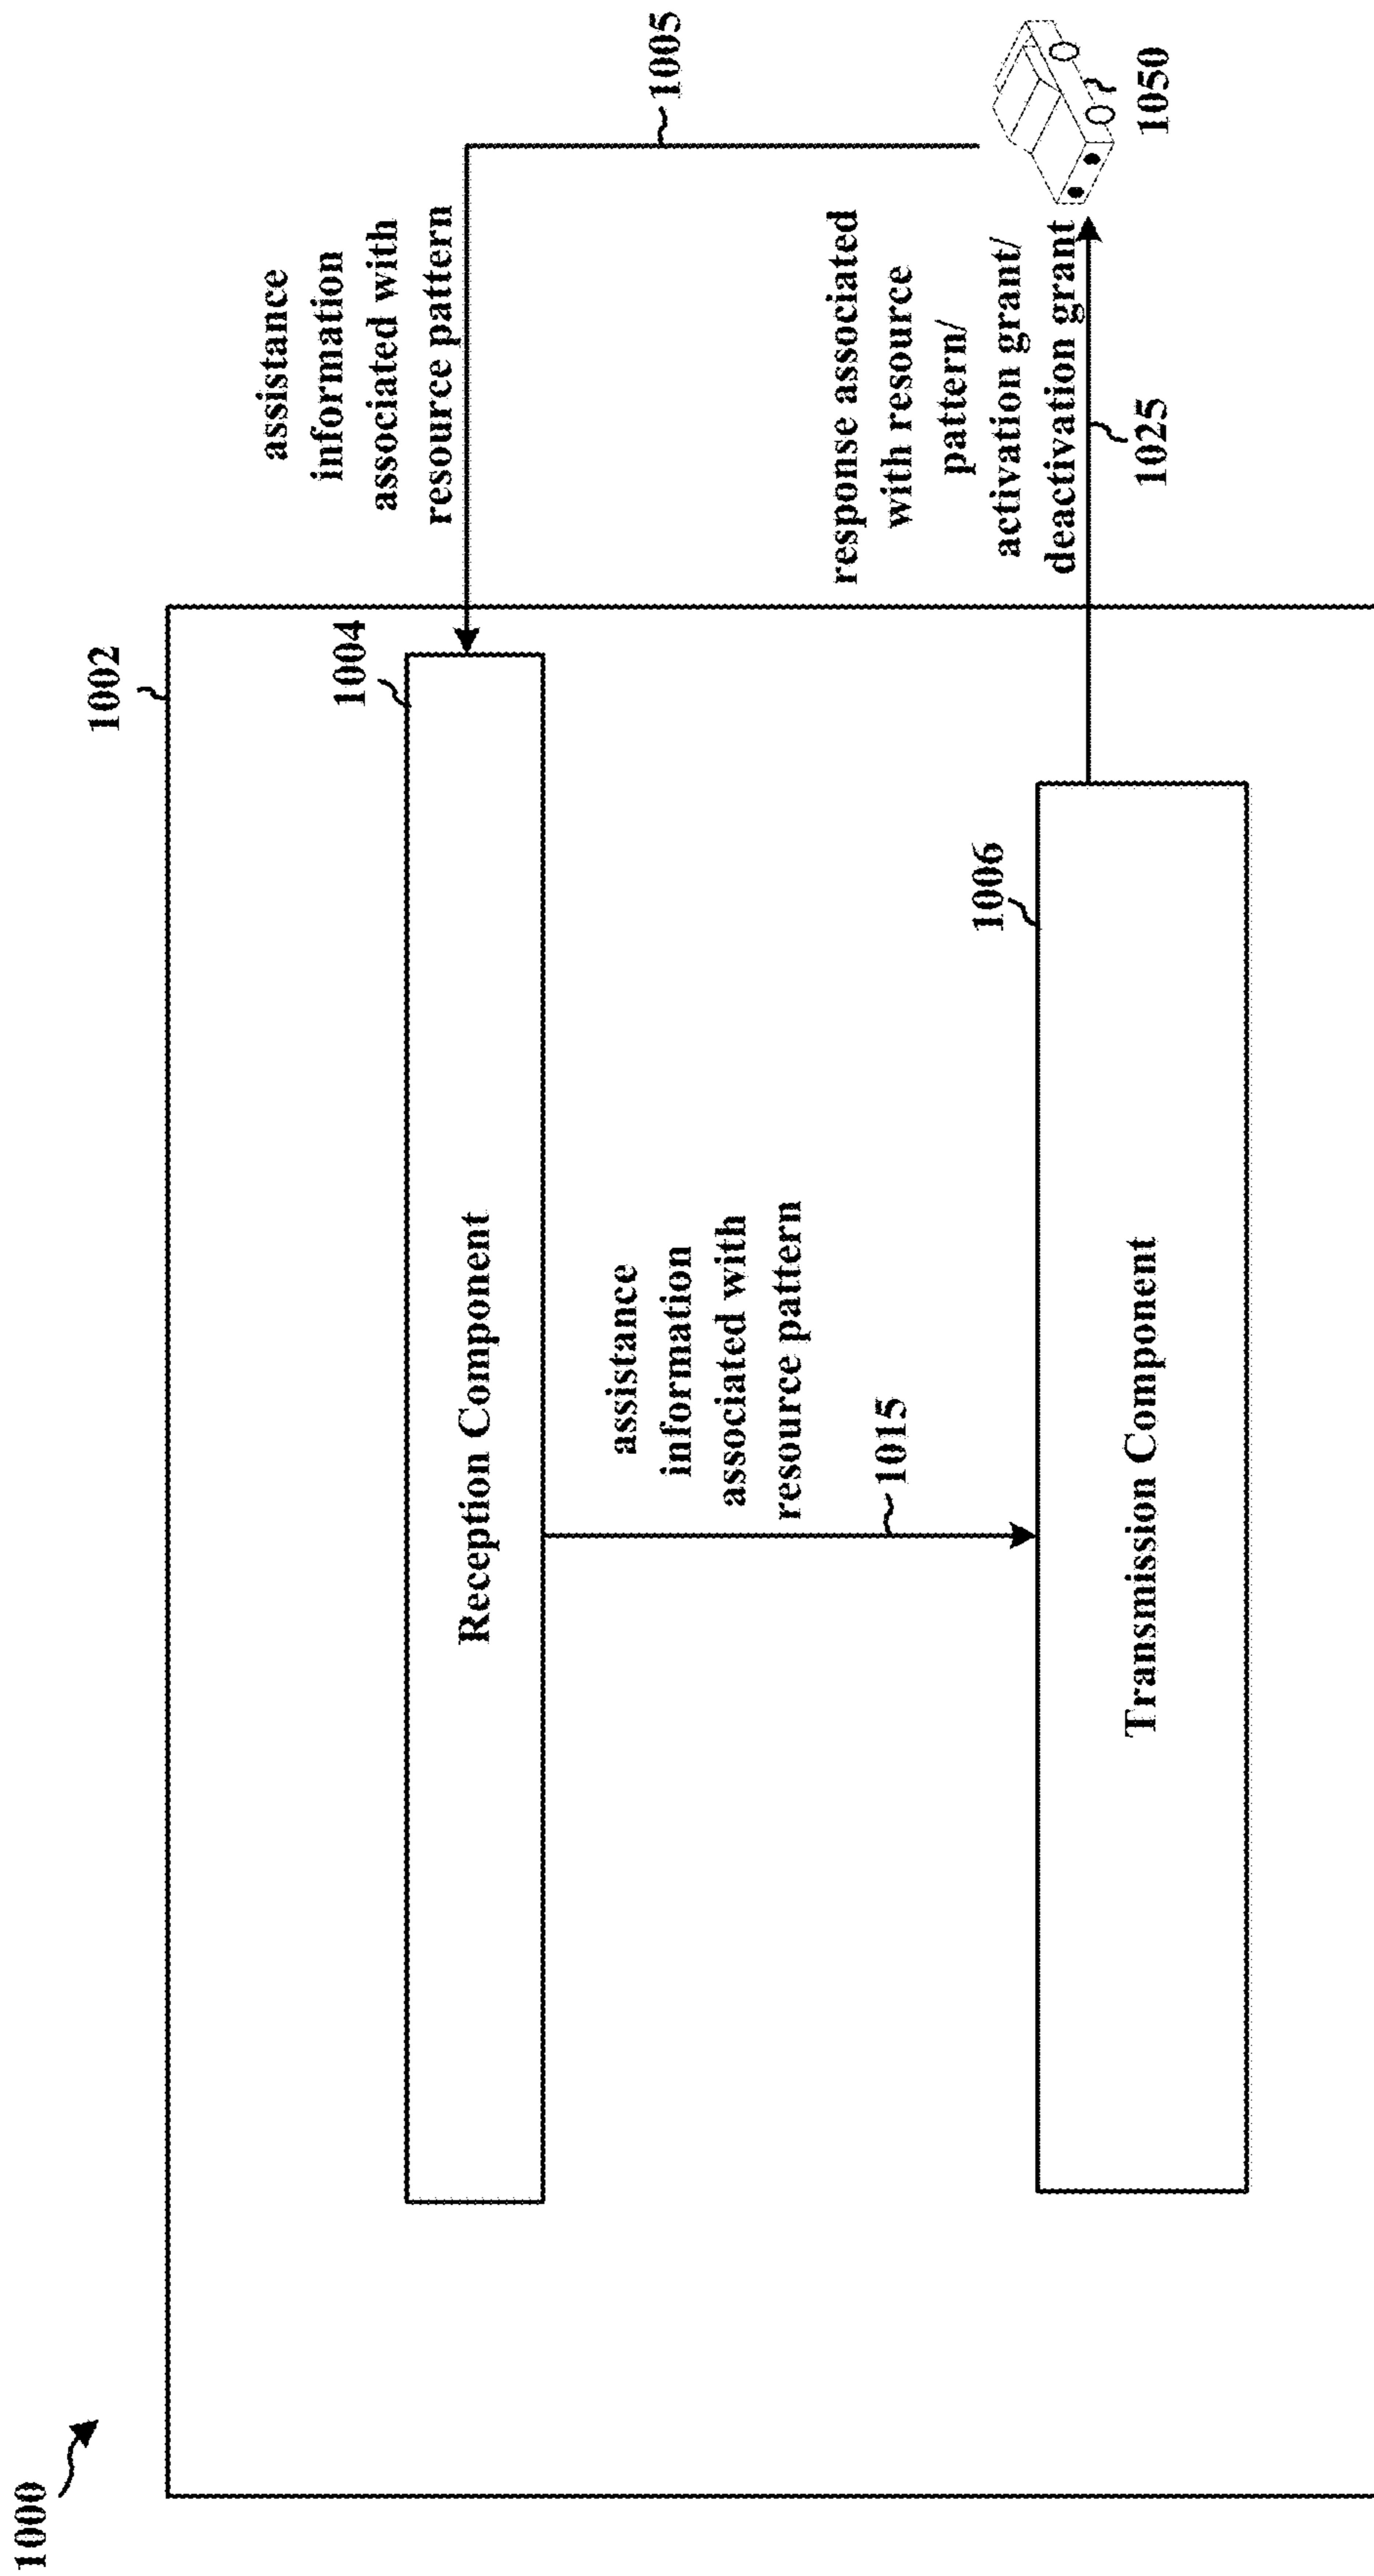 1000
1002
1004
Reception Component
assistance
information
associated with
resource pattern
1005
assistance
information
associated with
resource pattern
1015
1006
Transmission Component
response associated
with resource
pattern/
activation grant/
deactivation grant
1025
1050